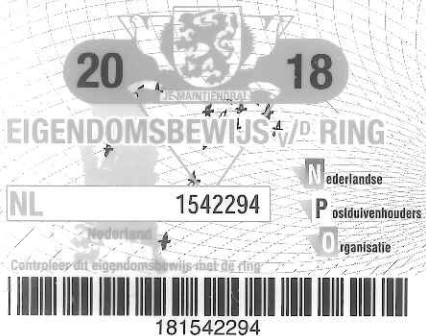 20 18
JE MAINTIENDRAI
EIGENDOMSBEWIJS v/D RING
NL 1542294
Nederlandse
Postduivenhouders
Organisatie
Nederland
Controleer dit eigendomsbewijs met de ring
181542294